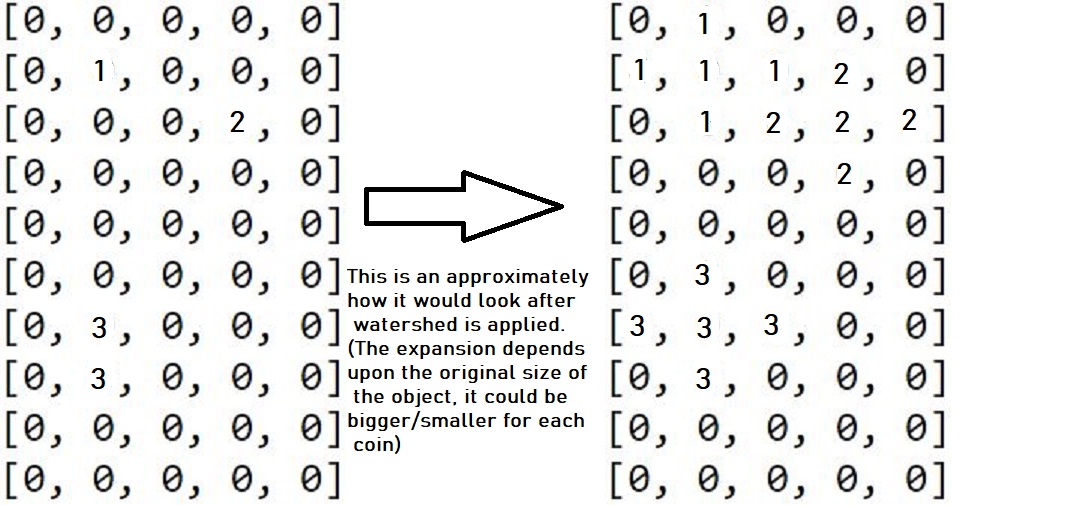 [0, 0, 0, 0, 0]
[0, 1, 0, 0, 0]
[0, 0, 0, 2, 0]
[0, 0, 0, 0, 0]
[0, 0, 0, 0, 0]
[0, 0, 0, 0, 0]
[0, 3, 0, 0, 0]
[0, 3, 0, 0, 0]
[0, 0, 0, 0, 0]
[0, 0, 0, 0, 0]
This is an approximately
how it would look after
watershed is applied.
(The expansion depends
upon the original size of
the object, it could be
bigger/smaller for each
coin)
[0, 1, 0, 0, 0]
[1, 1, 1, 2, 0]
[0, 1, 2, 2, 2]
[0, 0, 0, 2, 0]
[0, 0, 0, 0, 0]
[0, 3, 0, 0, 0]
[3, 3, 3, 0, 0]
[0, 3, 0, 0, 0]
[0, 0, 0, 0, 0]
[0, 0, 0, 0, 0]